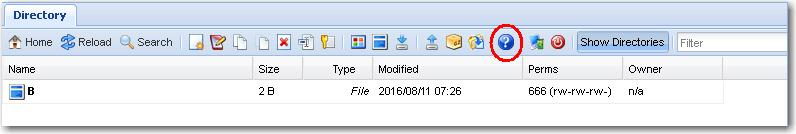 Directory
Home Reload Search ? Show Directories Filter
Name Size Type Modified Perms Owner
B 2 B File 2016/08/11 07:26 666 (rw-rw-rw-) n/a